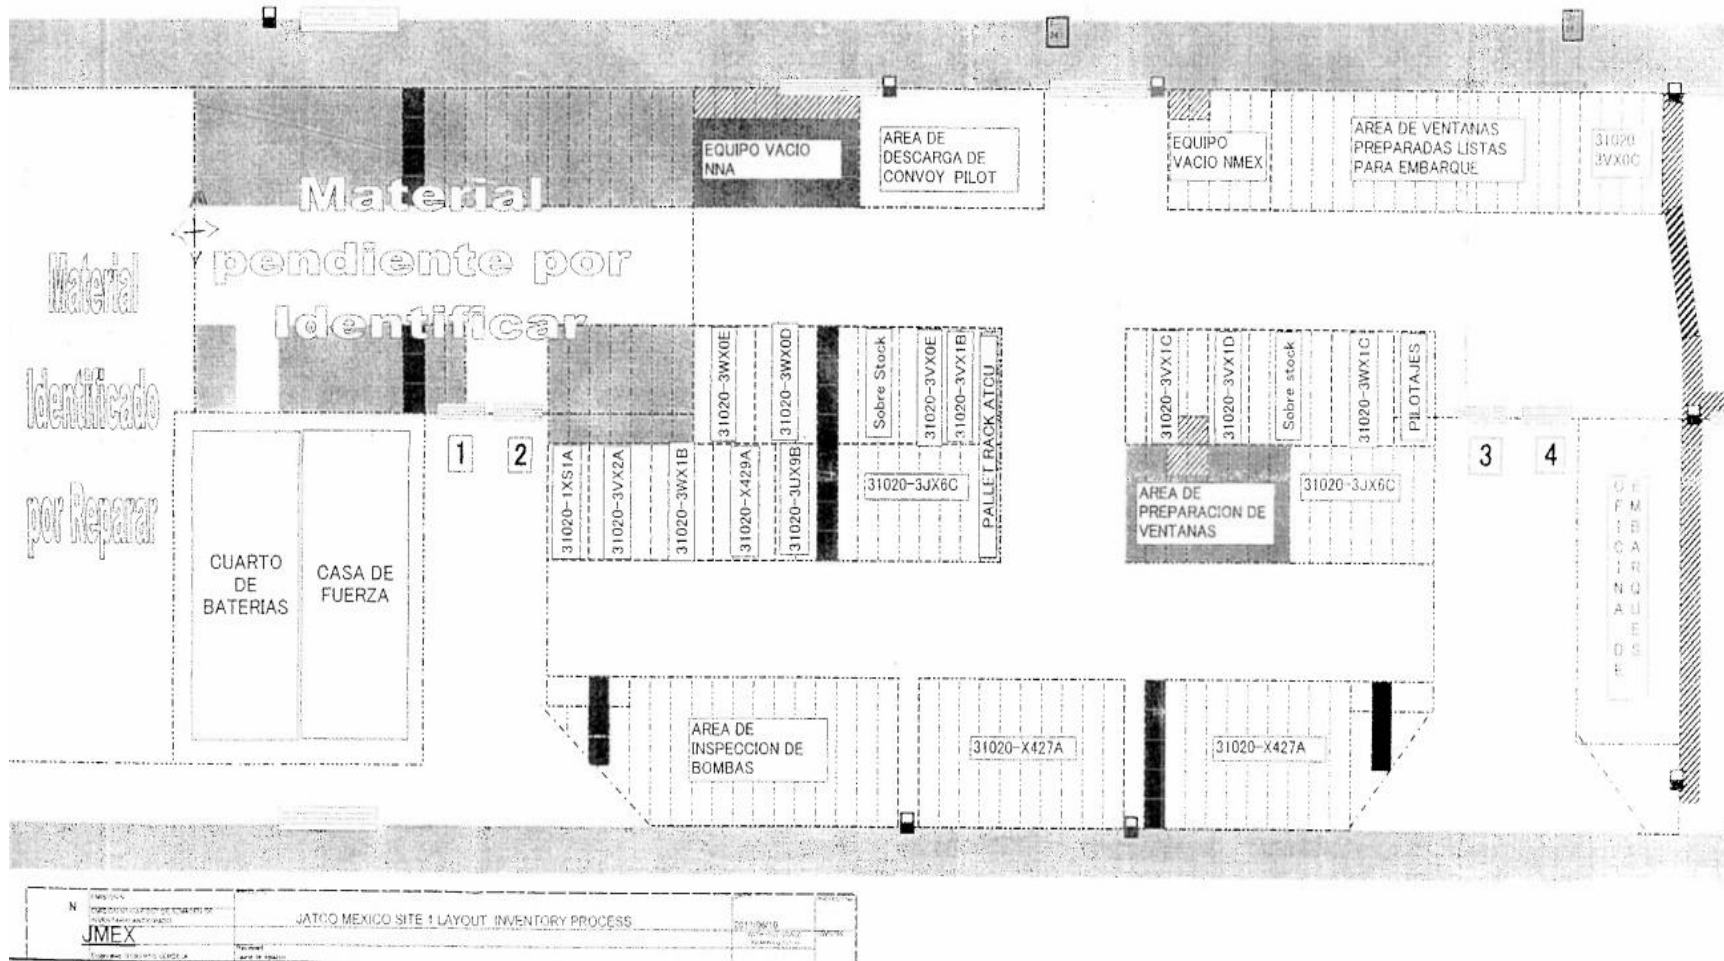 EQUIPO VACIO
NNA
AREA DE
DESCARGA DE
CONVOY PILOT
EQUIPO
VACIO NMEX
AREA DE VENTANAS
PREPARADAS LISTAS
PARA EMBARQUE
31020
3VX0C
Material
pendiente por
Identificar
Material
Identificado
por Reparar
31020-3WX0E
31020-3WX0D
Sobre Stock
31020-3VX0E
31020-3VX1B
PALLET RACK ATCU
31020-3VX1C
31020-3VX1D
Sobre stock
31020-3WX1C
PILOTAJES
1
2
3
4
31020-1XS1A
31020-3VX2A
31020-3WX1B
31020-X429A
31020-3UX9B
31020-3JX6C
AREA DE
PREPARACION DE
VENTANAS
31020-3JX6C
OFICINA DE
EMBARQUES
CUARTO
DE
BATERIAS
CASA DE
FUERZA
AREA DE
INSPECCION DE
BOMBAS
31020-X427A
31020-X427A
N
JMEX
JATCO MEXICO SITE 1 LAYOUT INVENTORY PROCESS